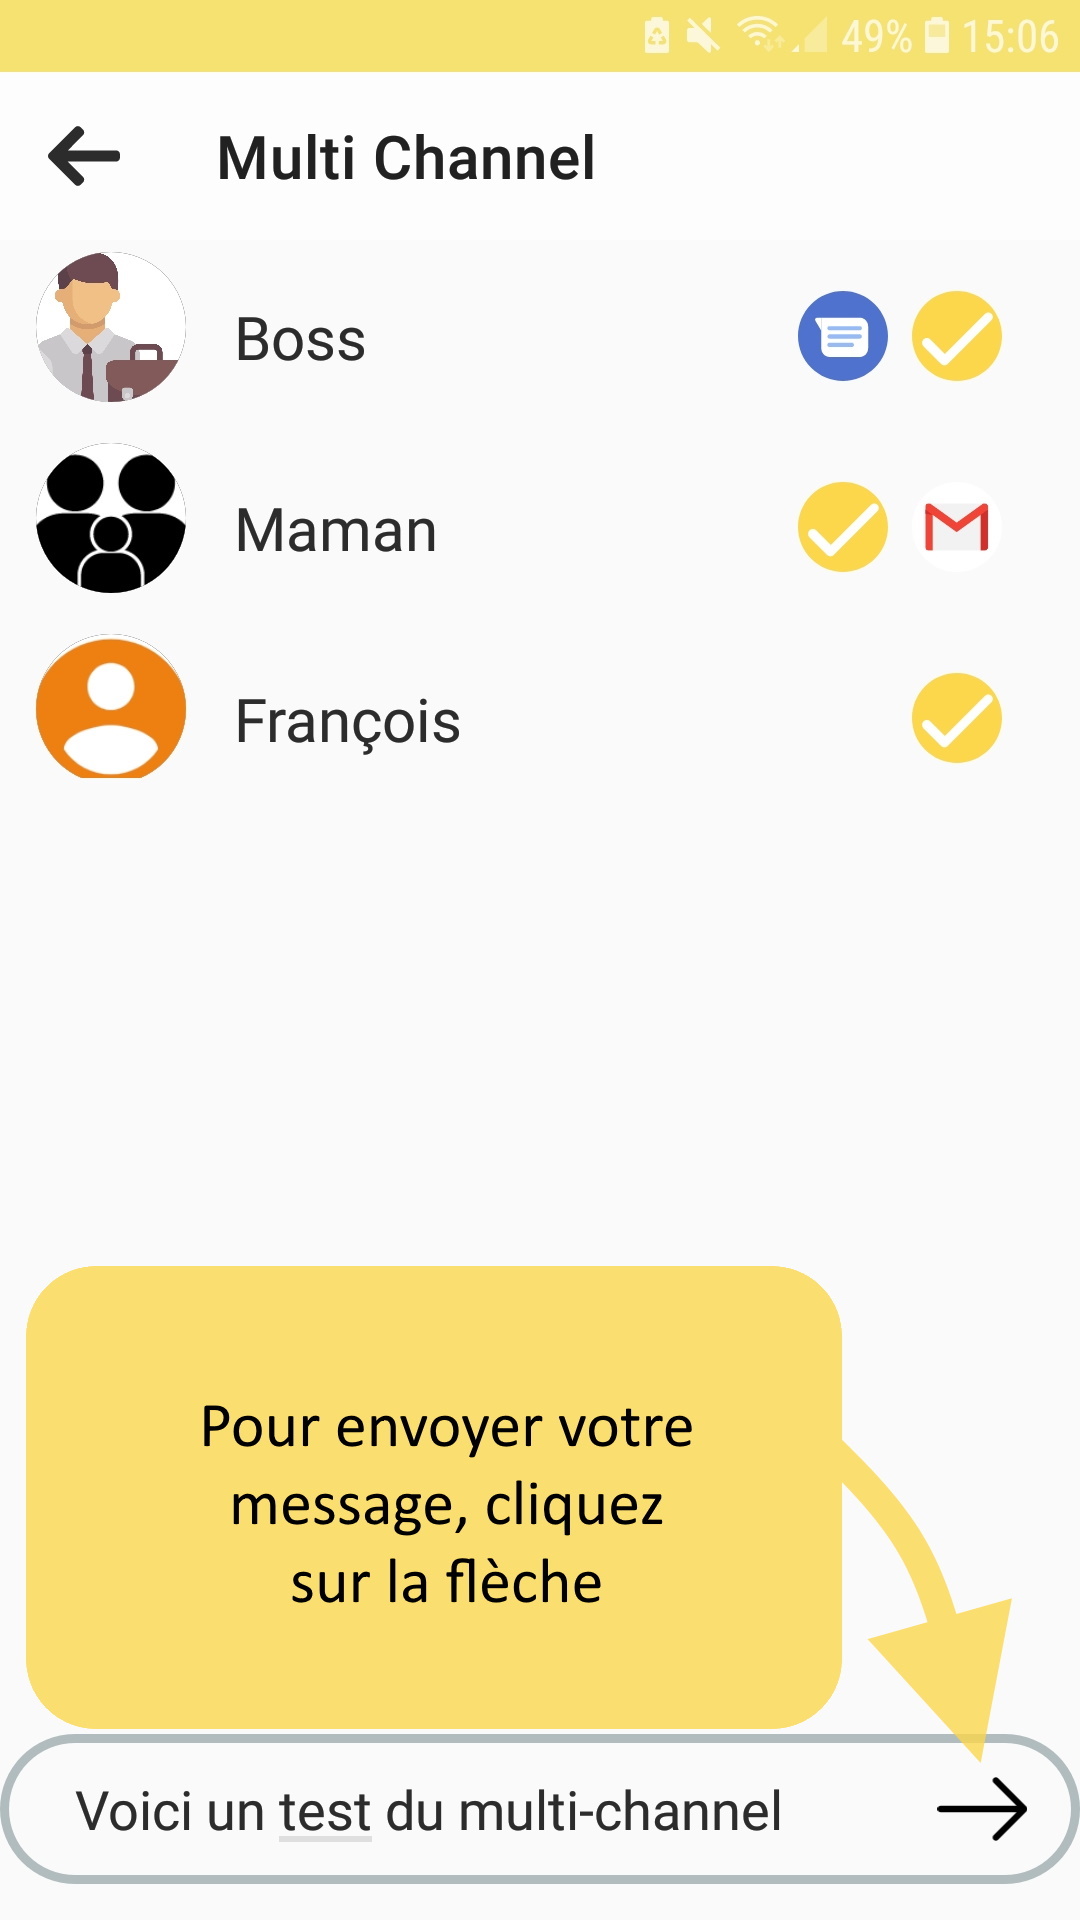 49% 15:06
Multi Channel
Boss
Maman
François
Pour envoyer votre
message, cliquez
sur la flèche
Voici un test du multi-channel